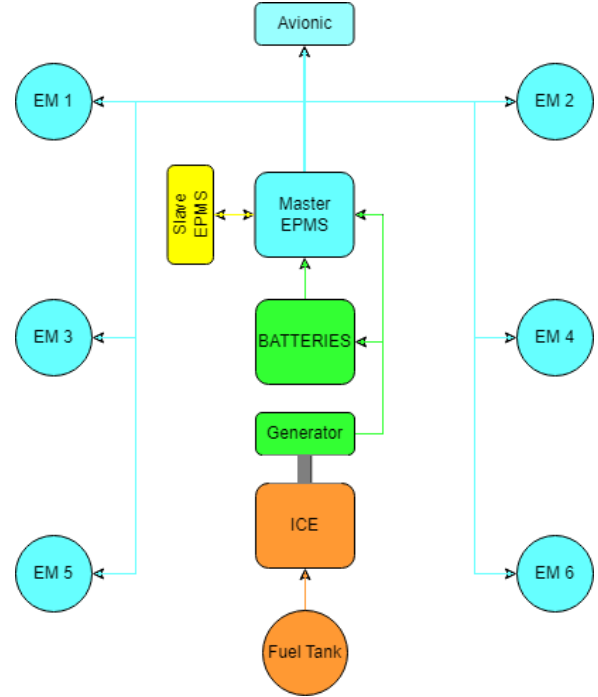 Avionic
EM 1
EM 2
Slave
EPMS
Master
EPMS
EM 3
BATTERIES
EM 4
Generator
ICE
EM 5
EM 6
Fuel Tank